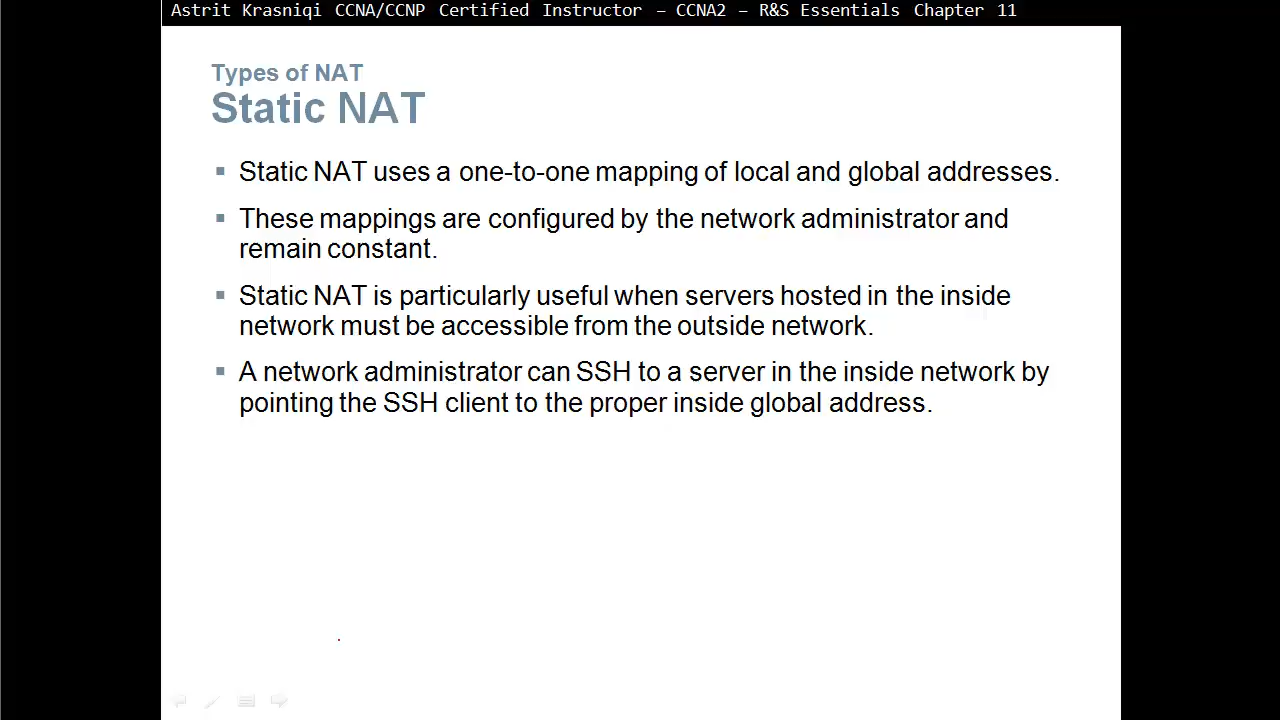 Astrit Krasniqi CCNA/CCNP Certified Instructor – CCNA2 – R&S Essentials Chapter 11
Types of NAT
Static NAT
▪ Static NAT uses a one-to-one mapping of local and global addresses.
▪ These mappings are configured by the network administrator and
remain constant.
▪ Static NAT is particularly useful when servers hosted in the inside
network must be accessible from the outside network.
▪ A network administrator can SSH to a server in the inside network by
pointing the SSH client to the proper inside global address.